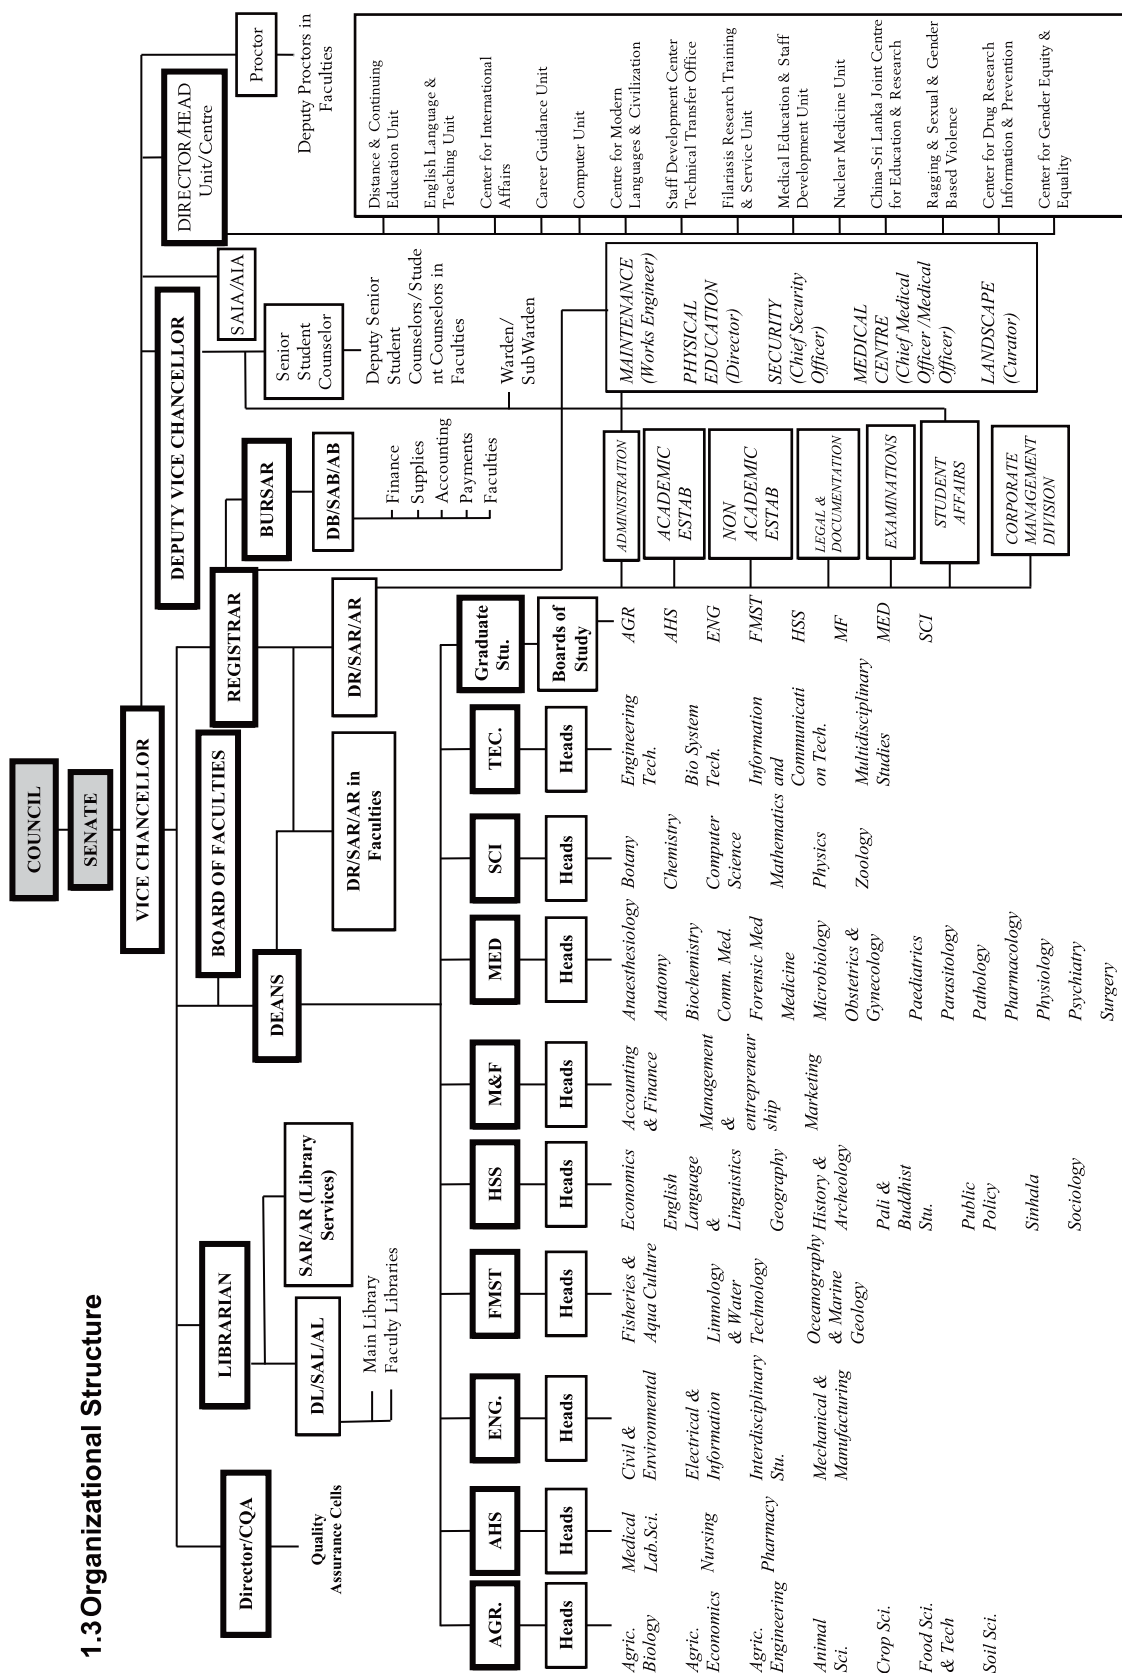 1.3 Organizational Structure
COUNCIL
SENATE
VICE CHANCELLOR
DEPUTY VICE CHANCELLOR
DIRECTOR/HEAD
Unit/Centre
Proctor
Deputy Proctors in
Faculties
SAIA/AIA
Senior
Student
Counselor
Deputy Senior
Student
Counselors/Stude
nt Counselors in
Faculties
Warden/
SubWarden
Director/CQA
Quality
Assurance Cells
LIBRARIAN
DL/SAL/AL
Main Library
Faculty Libraries
SAR/AR (Library
Services)
BOARD OF FACULTIES
DEANS
REGISTRAR
DR/SAR/AR in
Faculties
DR/SAR/AR
BURSAR
DB/SAB/AB
Finance
Supplies
Accounting
Payments
Faculties
Distance & Continuing
Education Unit
English Language &
Teaching Unit
Center for International
Affairs
Career Guidance Unit
Computer Unit
Centre for Modern
Languages & Civilization
Staff Development Center
Technical Transfer Office
Filariasis Research Training
& Service Unit
Medical Education & Staff
Development Unit
Nuclear Medicine Unit
China-Sri Lanka Joint Centre
for Education & Research
Ragging & Sexual & Gender
Based Violence
Center for Drug Research
Information & Prevention
Center for Gender Equity &
Equality
MAINTENANCE
(Works Engineer)
PHYSICAL
EDUCATION
(Director)
SECURITY
(Chief Security
Officer)
MEDICAL
CENTRE
(Chief Medical
Officer /Medical
Officer)
LANDSCAPE
(Curator)
ADMINISTRATION
ACADEMIC
ESTAB
NON
ACADEMIC
ESTAB
LEGAL &
DOCUMENTATION
EXAMINATIONS
STUDENT
AFFAIRS
CORPORATE
MANAGEMENT
DIVISION
AGR.
Heads
Agric.
Biology
Agric.
Economics
Agric.
Engineering
Animal
Sci.
Crop Sci.
Food Sci.
& Tech
Soil Sci.
AHS
Heads
Medical
Lab.Sci.
Nursing
Pharmacy
ENG.
Heads
Civil &
Environmental
Electrical &
Information
Interdisciplinary
Stu.
Mechanical &
Manufacturing
FMST
Heads
Fisheries &
Aqua Culture
Limnology
& Water
Technology
Oceanography
& Marine
Geology
HSS
Heads
Economics
English
Language
&
Linguistics
Geography
History &
Archeology
Pali &
Buddhist
Stu.
Public
Policy
Sinhala
Sociology
M&F
Heads
Accounting
& Finance
Management
&
entrepreneur
ship
Marketing
MED
Heads
Anaesthesiology
Anatomy
Biochemistry
Comm. Med.
Forensic Med
Medicine
Microbiology
Obstetrics &
Gynecology
Paediatrics
Parasitology
Pathology
Pharmacology
Physiology
Psychiatry
Surgery
SCI
Heads
Botany
Chemistry
Computer
Science
Mathematics
Physics
Zoology
TEC.
Heads
Engineering
Tech.
Bio System
Tech.
Information
and
Communicati
on Tech.
Multidisciplinary
Studies
Graduate
Stu.
Boards of
Study
AGR
AHS
ENG
FMST
HSS
MF
MED
SCI